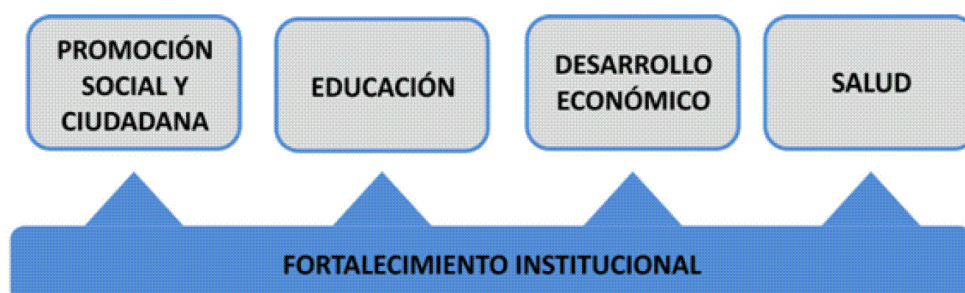 PROMOCIÓN
SOCIAL Y
CIUDADANA
EDUCACIÓN
DESARROLLO
ECONÓMICO
SALUD
FORTALECIMIENTO INSTITUCIONAL